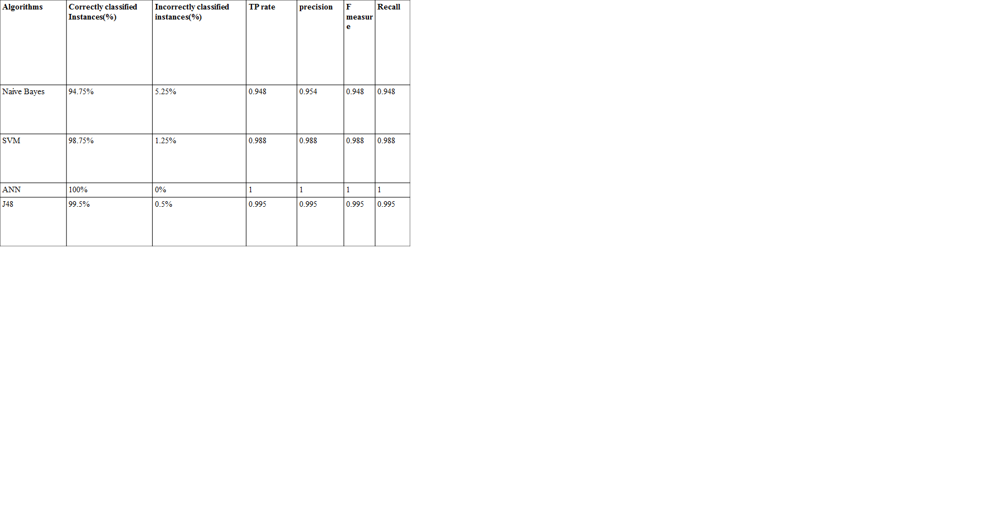 Algorithms Correctly classified Incorrectly classified TP rate precision F Recall
Instances(%) instances(%) measur
e
Naive Bayes 94.75% 5.25% 0.948 0.954 0.948 0.948
SVM 98.75% 1.25% 0.988 0.988 0.988 0.988
ANN 100% 0% 1 1 1 1
J48 99.5% 0.5% 0.995 0.995 0.995 0.995